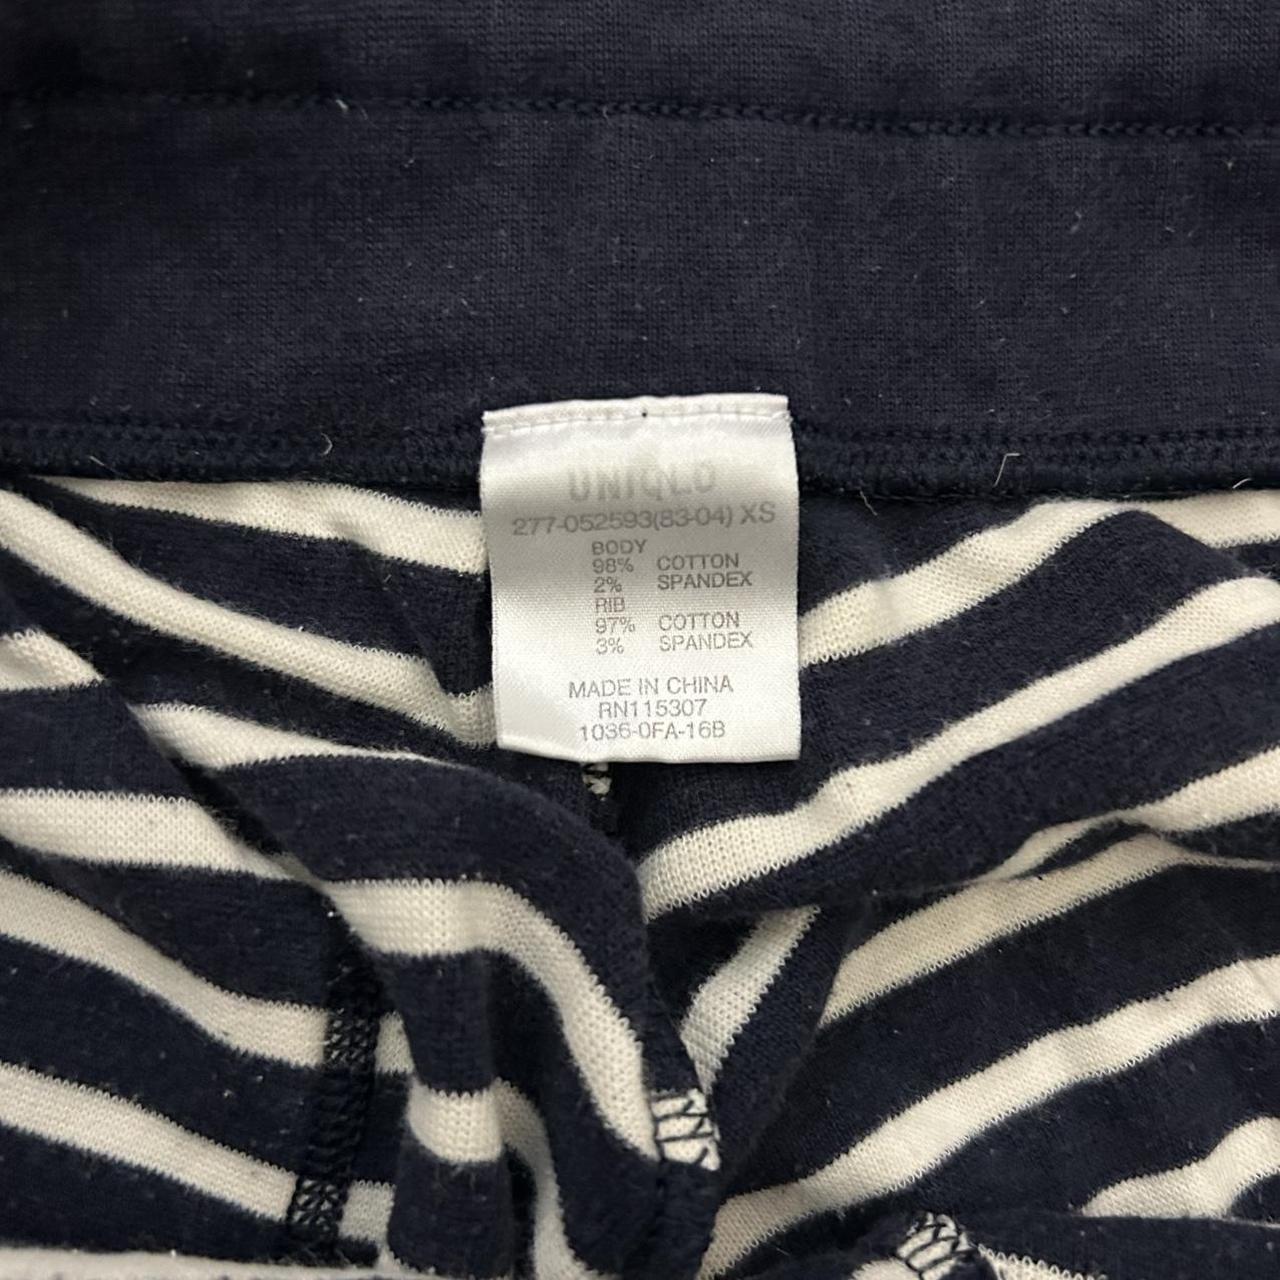 UNIQLO
277-052593(83-04) XS
BODY
98% COTTON
2% SPANDEX
RIB
97% COTTON
3% SPANDEX
MADE IN CHINA
RN115307
1036-0FA-16B